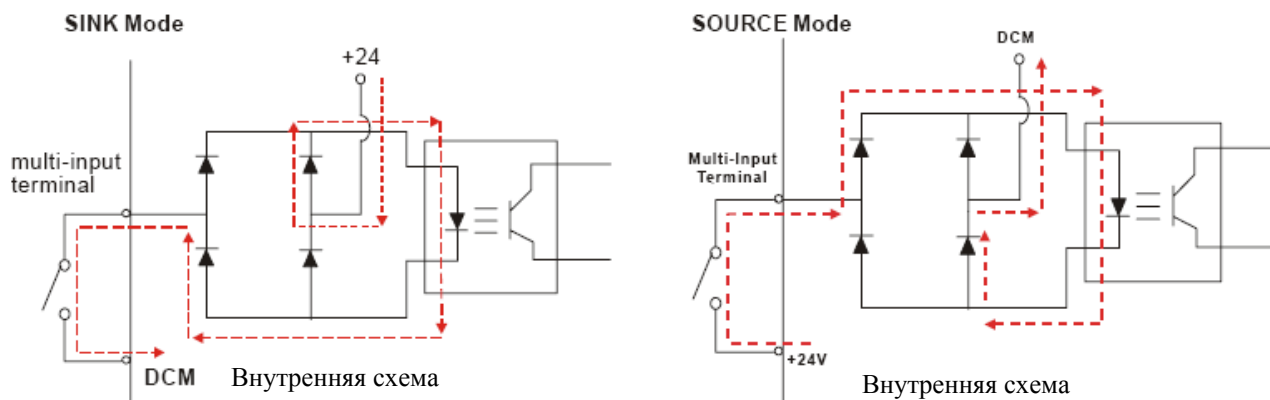 SINK Mode
+24
multi-input
terminal
DCM
Внутренняя схема
SOURCE Mode
DCM
Multi-Input
Terminal
+24V
Внутренняя схема